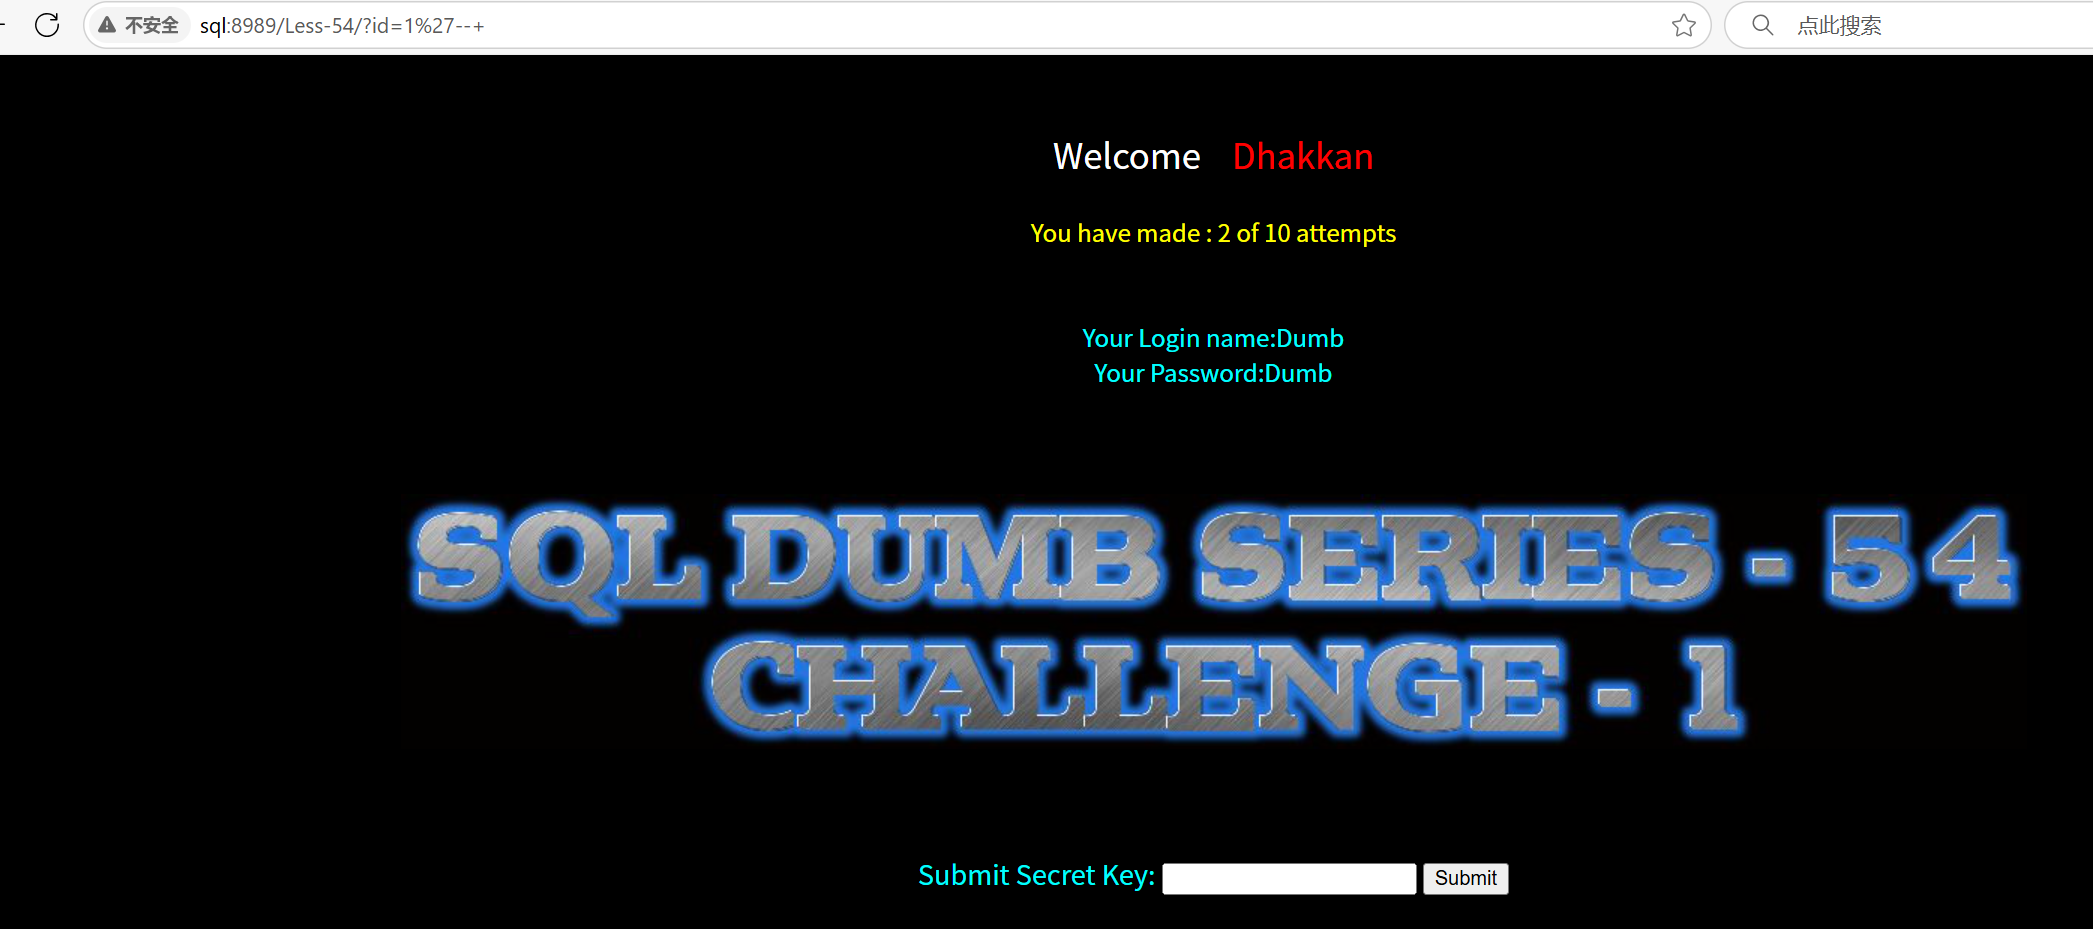 不安全 sql:8989/Less-54/?id=1%27--+ 点此搜索
Welcome Dhakkan
You have made : 2 of 10 attempts
Your Login name:Dumb
Your Password:Dumb
SQL DUMB SERIES - 54
CHALLENGE - 1
Submit Secret Key: Submit